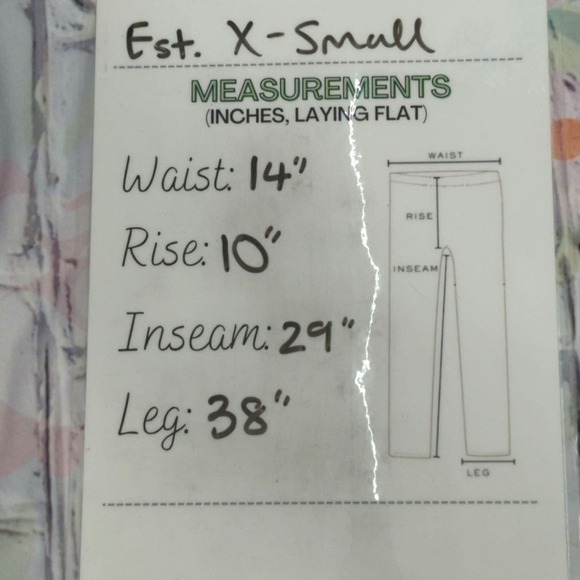 Est. X-Small
MEASUREMENTS
(INCHES, LAYING FLAT)
Waist: 14"
Rise: 10"
Inseam: 29"
Leg: 38"
WAIST
RISE
INSEAM
LEG